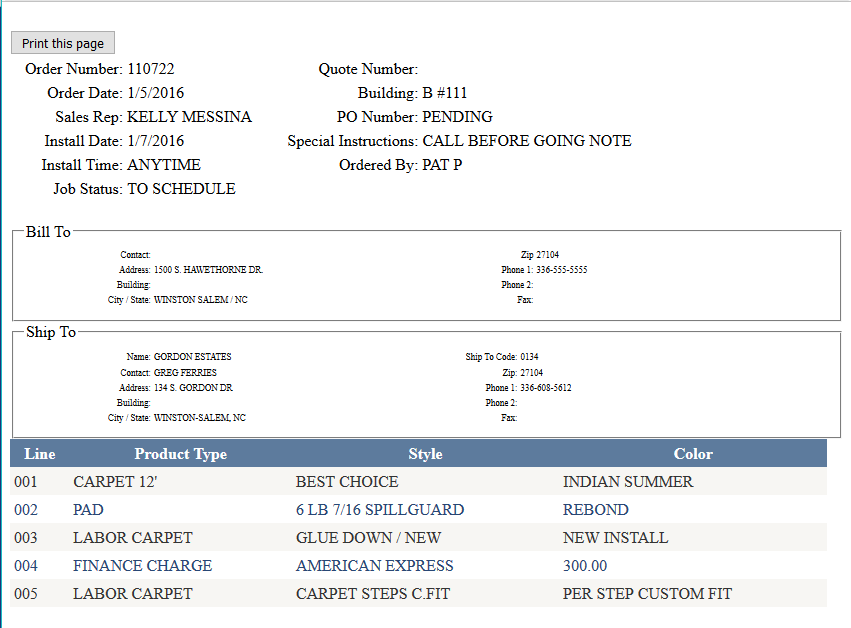 Print this page
Order Number: 110722 Quote Number:
Order Date: 1/5/2016 Building: B #111
Sales Rep: KELLY MESSINA PO Number: PENDING
Install Date: 1/7/2016 Special Instructions: CALL BEFORE GOING NOTE
Install Time: ANYTIME Ordered By: PAT P
Job Status: TO SCHEDULE
Bill To
Contact: Zip 27104
Address: 1500 S. HAWETHORNE DR. Phone 1: 336-555-5555
Building: Phone 2:
City / State: WINSTON SALEM / NC Fax:
Ship To
Name: GORDON ESTATES Ship To Code: 0134
Contact: GREG FERRIES Zip: 27104
Address: 134 S. GORDON DR Phone 1: 336-608-5612
Building: Phone 2:
City / State: WINSTON-SALEM, NC Fax:
Line Product Type Style Color
001 CARPET 12' BEST CHOICE INDIAN SUMMER
002 PAD 6 LB 7/16 SPILLGUARD REBOND
003 LABOR CARPET GLUE DOWN / NEW NEW INSTALL
004 FINANCE CHARGE AMERICAN EXPRESS 300.00
005 LABOR CARPET CARPET STEPS C.FIT PER STEP CUSTOM FIT